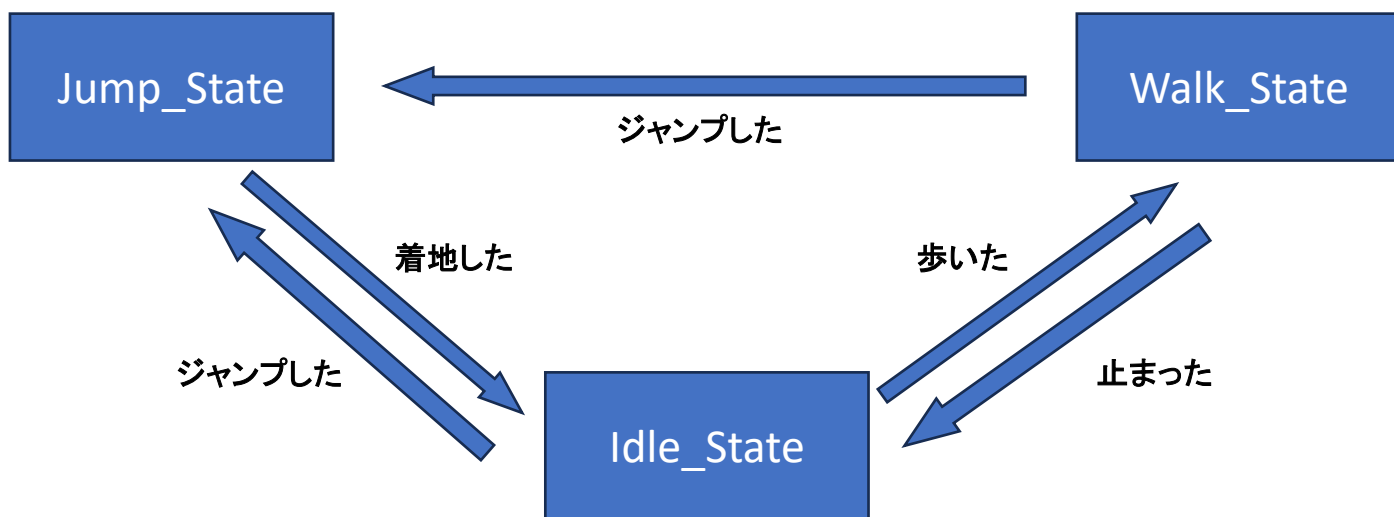 Jump_State
Walk_State
ジャンプした
着地した
歩いた
ジャンプした
止まった
Idle_State